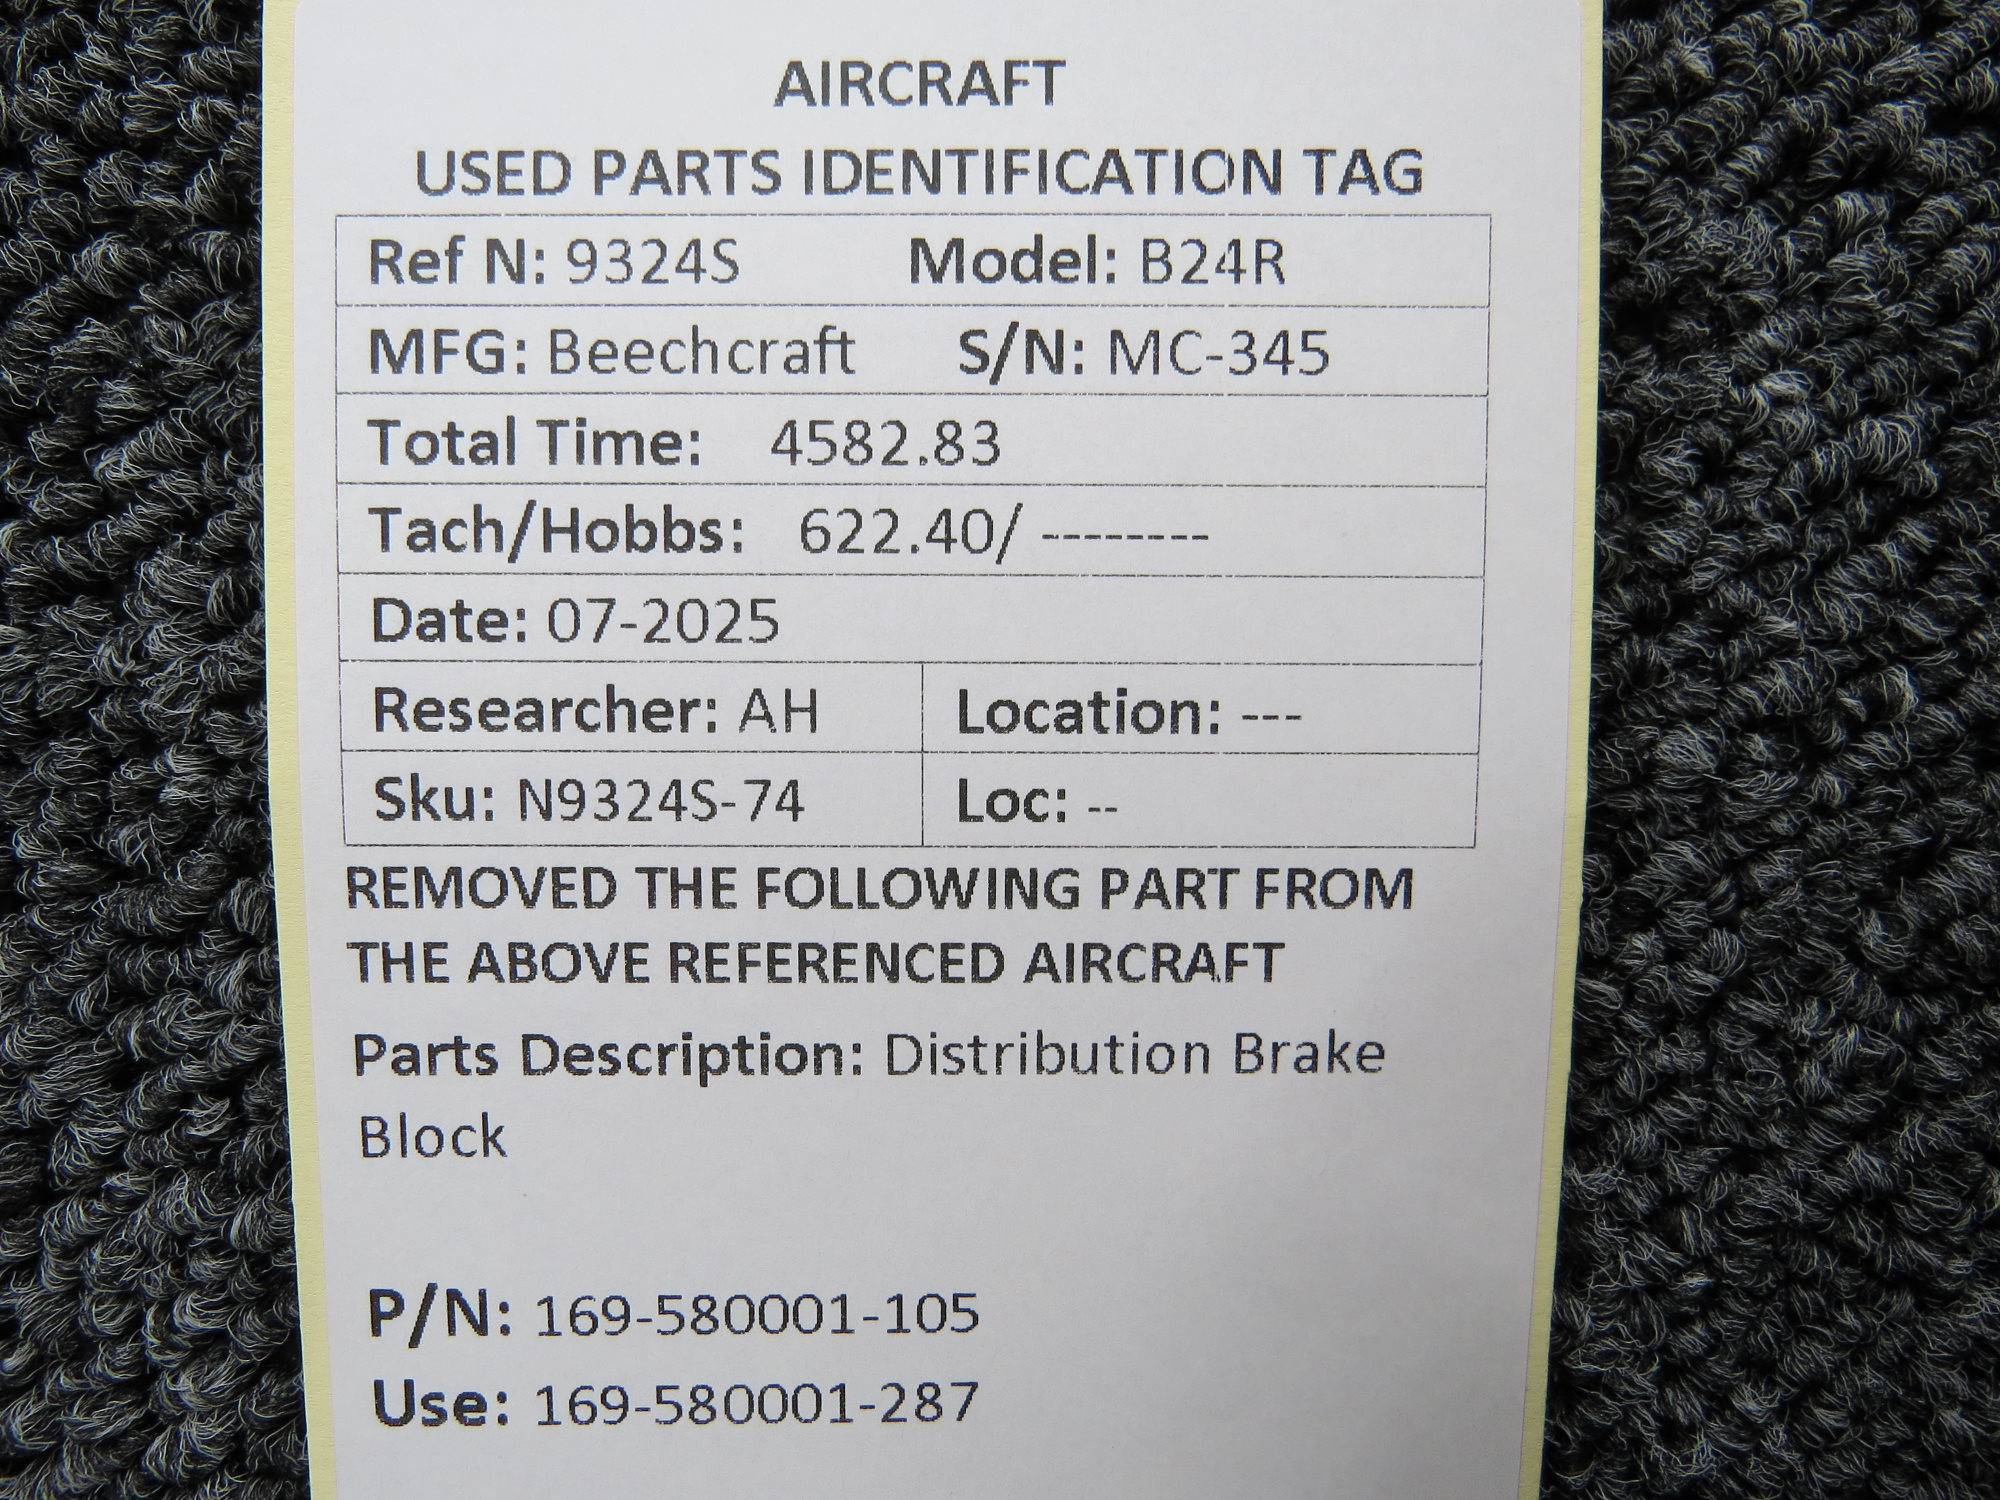 AIRCRAFT
USED PARTS IDENTIFICATION TAG
Ref N: 9324S Model: B24R
MFG: Beechcraft S/N: MC-345
Total Time: 4582.83
Tach/Hobbs: 622.40/ --------
Date: 07-2025
Researcher: AH Location: ---
Sku: N9324S-74 Loc: --
REMOVED THE FOLLOWING PART FROM
THE ABOVE REFERENCED AIRCRAFT
Parts Description: Distribution Brake
Block
P/N: 169-580001-105
Use: 169-580001-287